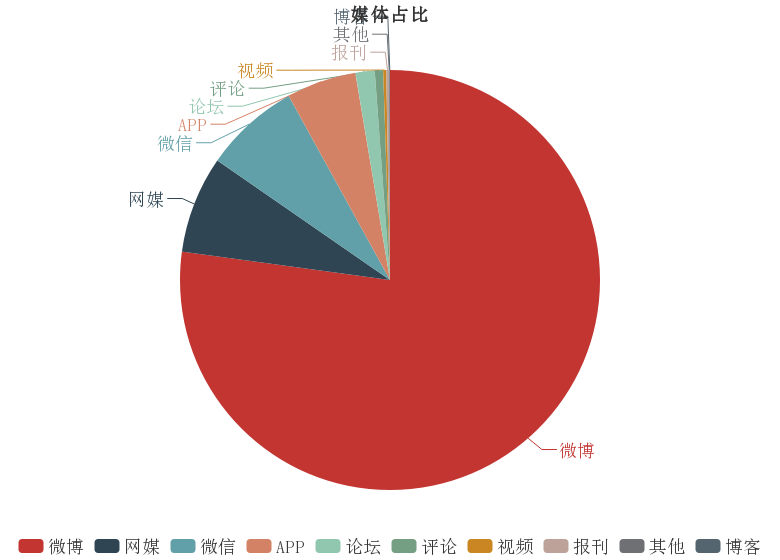 媒体占比
博客
其他
报刊
视频
评论
论坛
APP
微信
网媒
微博
微博 网媒 微信 APP 论坛 评论 视频 报刊 其他 博客